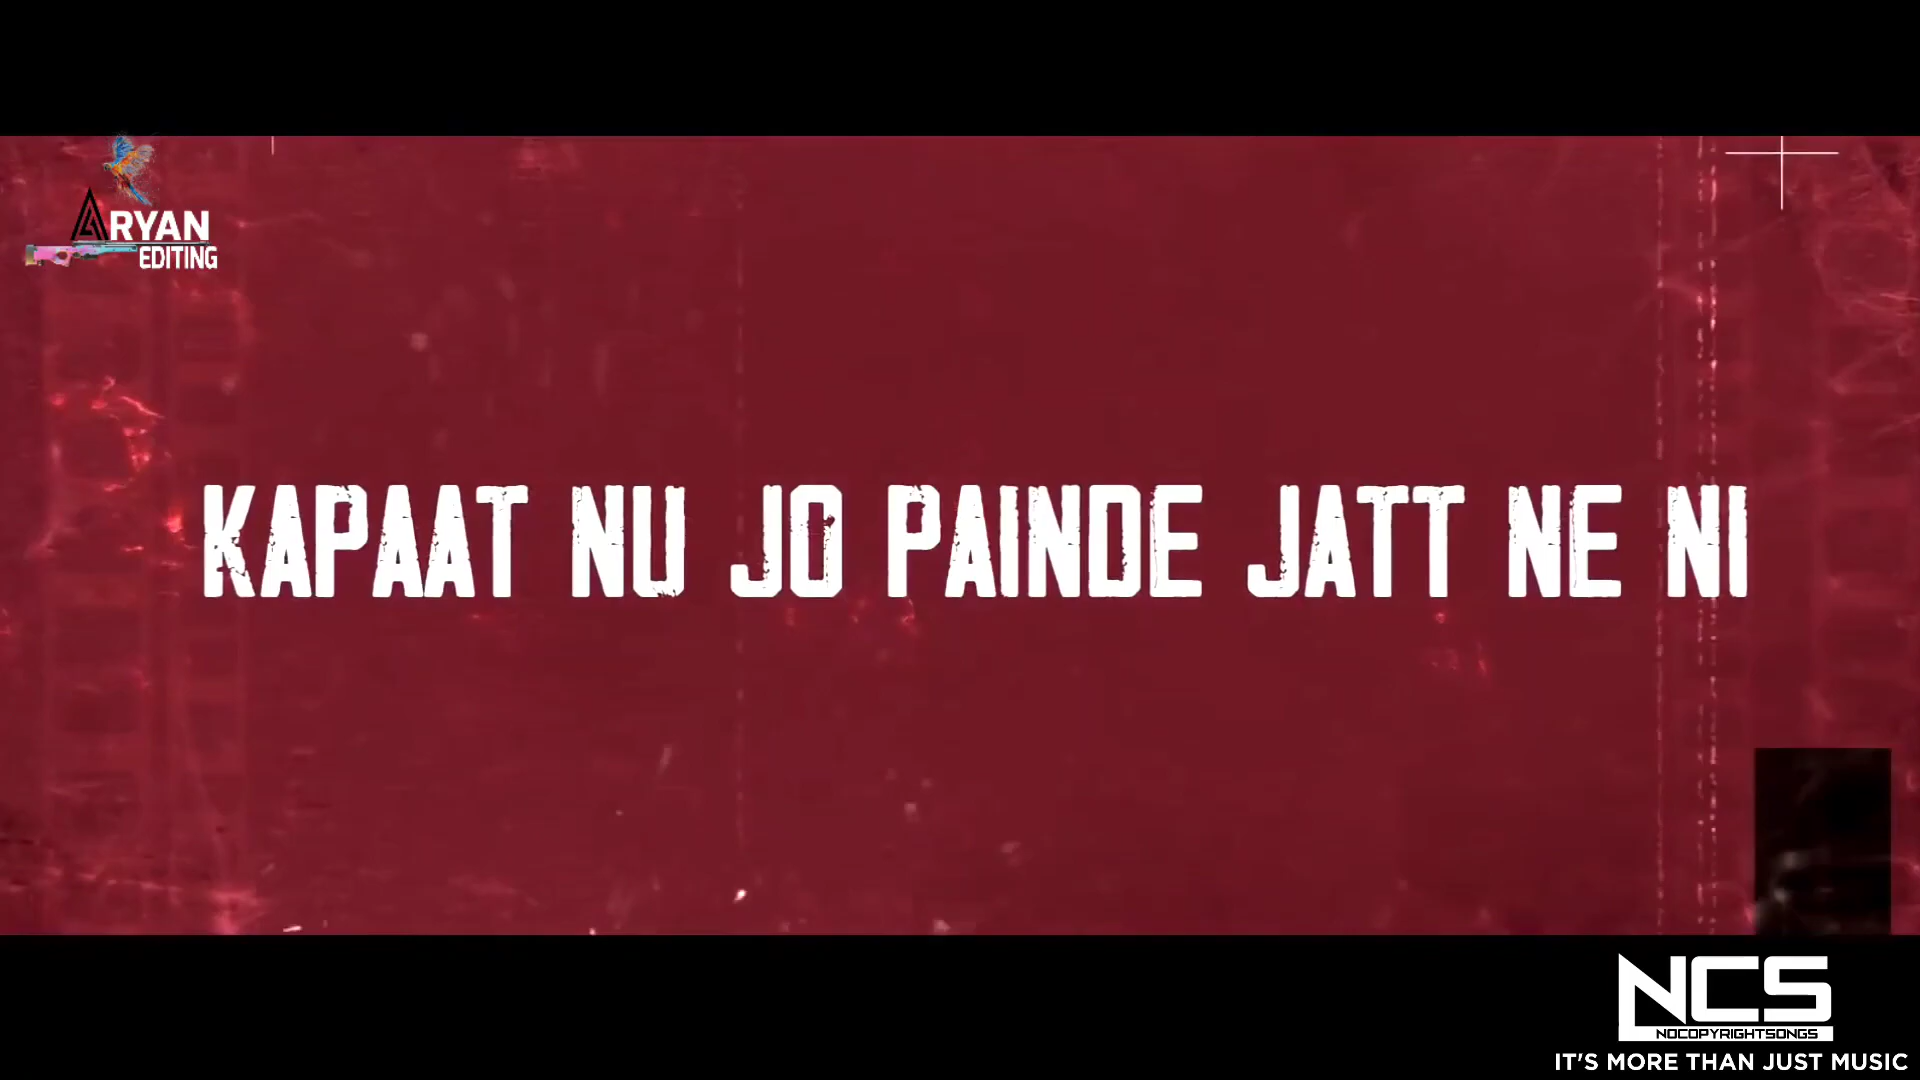 ARYAN
EDITING
KAPAAT NU JO PAINDE JATT NE NI
NCS
NOCOPYRIGHTSONGS
IT'S MORE THAN JUST MUSIC